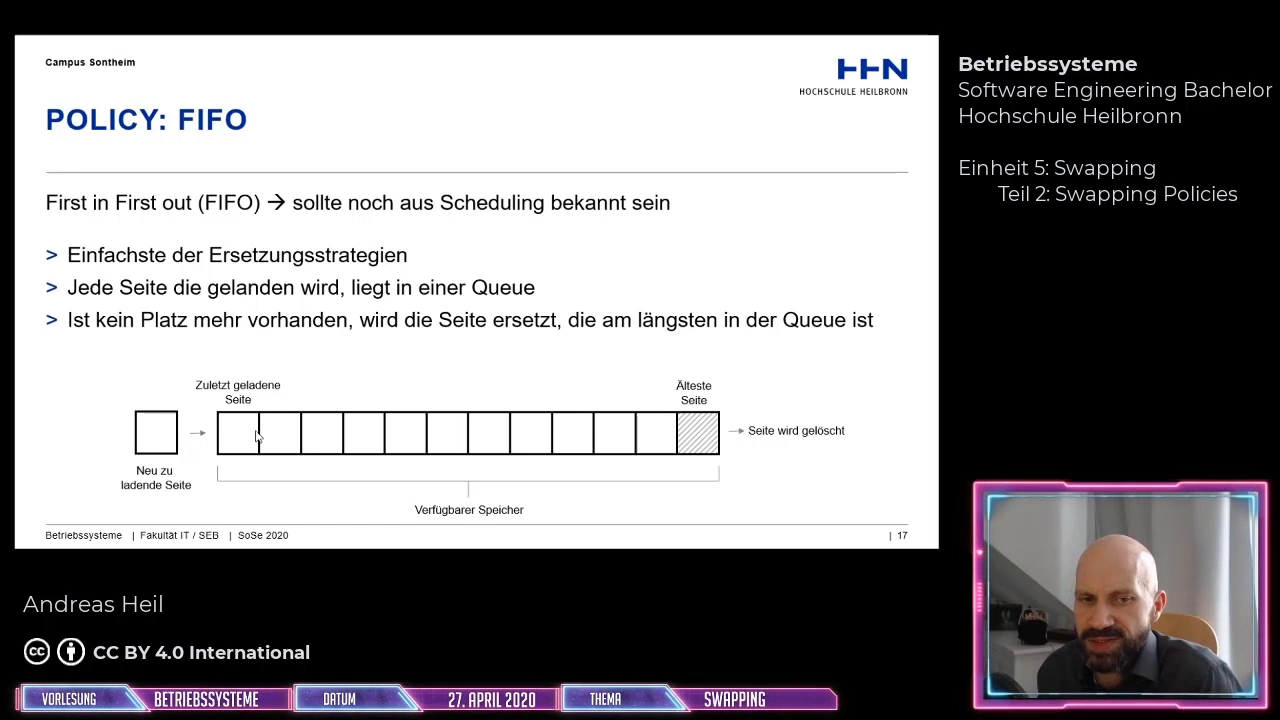 Campus Sontheim
HHN
HOCHSCHULE HEILBRONN
POLICY: FIFO
First in First out (FIFO) → sollte noch aus Scheduling bekannt sein
> Einfachste der Ersetzungsstrategien
> Jede Seite die gelanden wird, liegt in einer Queue
> Ist kein Platz mehr vorhanden, wird die Seite ersetzt, die am längsten in der Queue ist
Zuletzt geladene
Seite
Älteste
Seite
Seite wird gelöscht
Neu zu
ladende Seite
Verfügbarer Speicher
Betriebssysteme | Fakultät IT / SEB | SoSe 2020
| 17
Betriebssysteme
Software Engineering Bachelor
Hochschule Heilbronn
Einheit 5: Swapping
Teil 2: Swapping Policies
Andreas Heil
cc CC BY 4.0 International
VORLESUNG BETRIEBSSYSTEME DATUM 27. APRIL 2020 THEMA SWAPPING